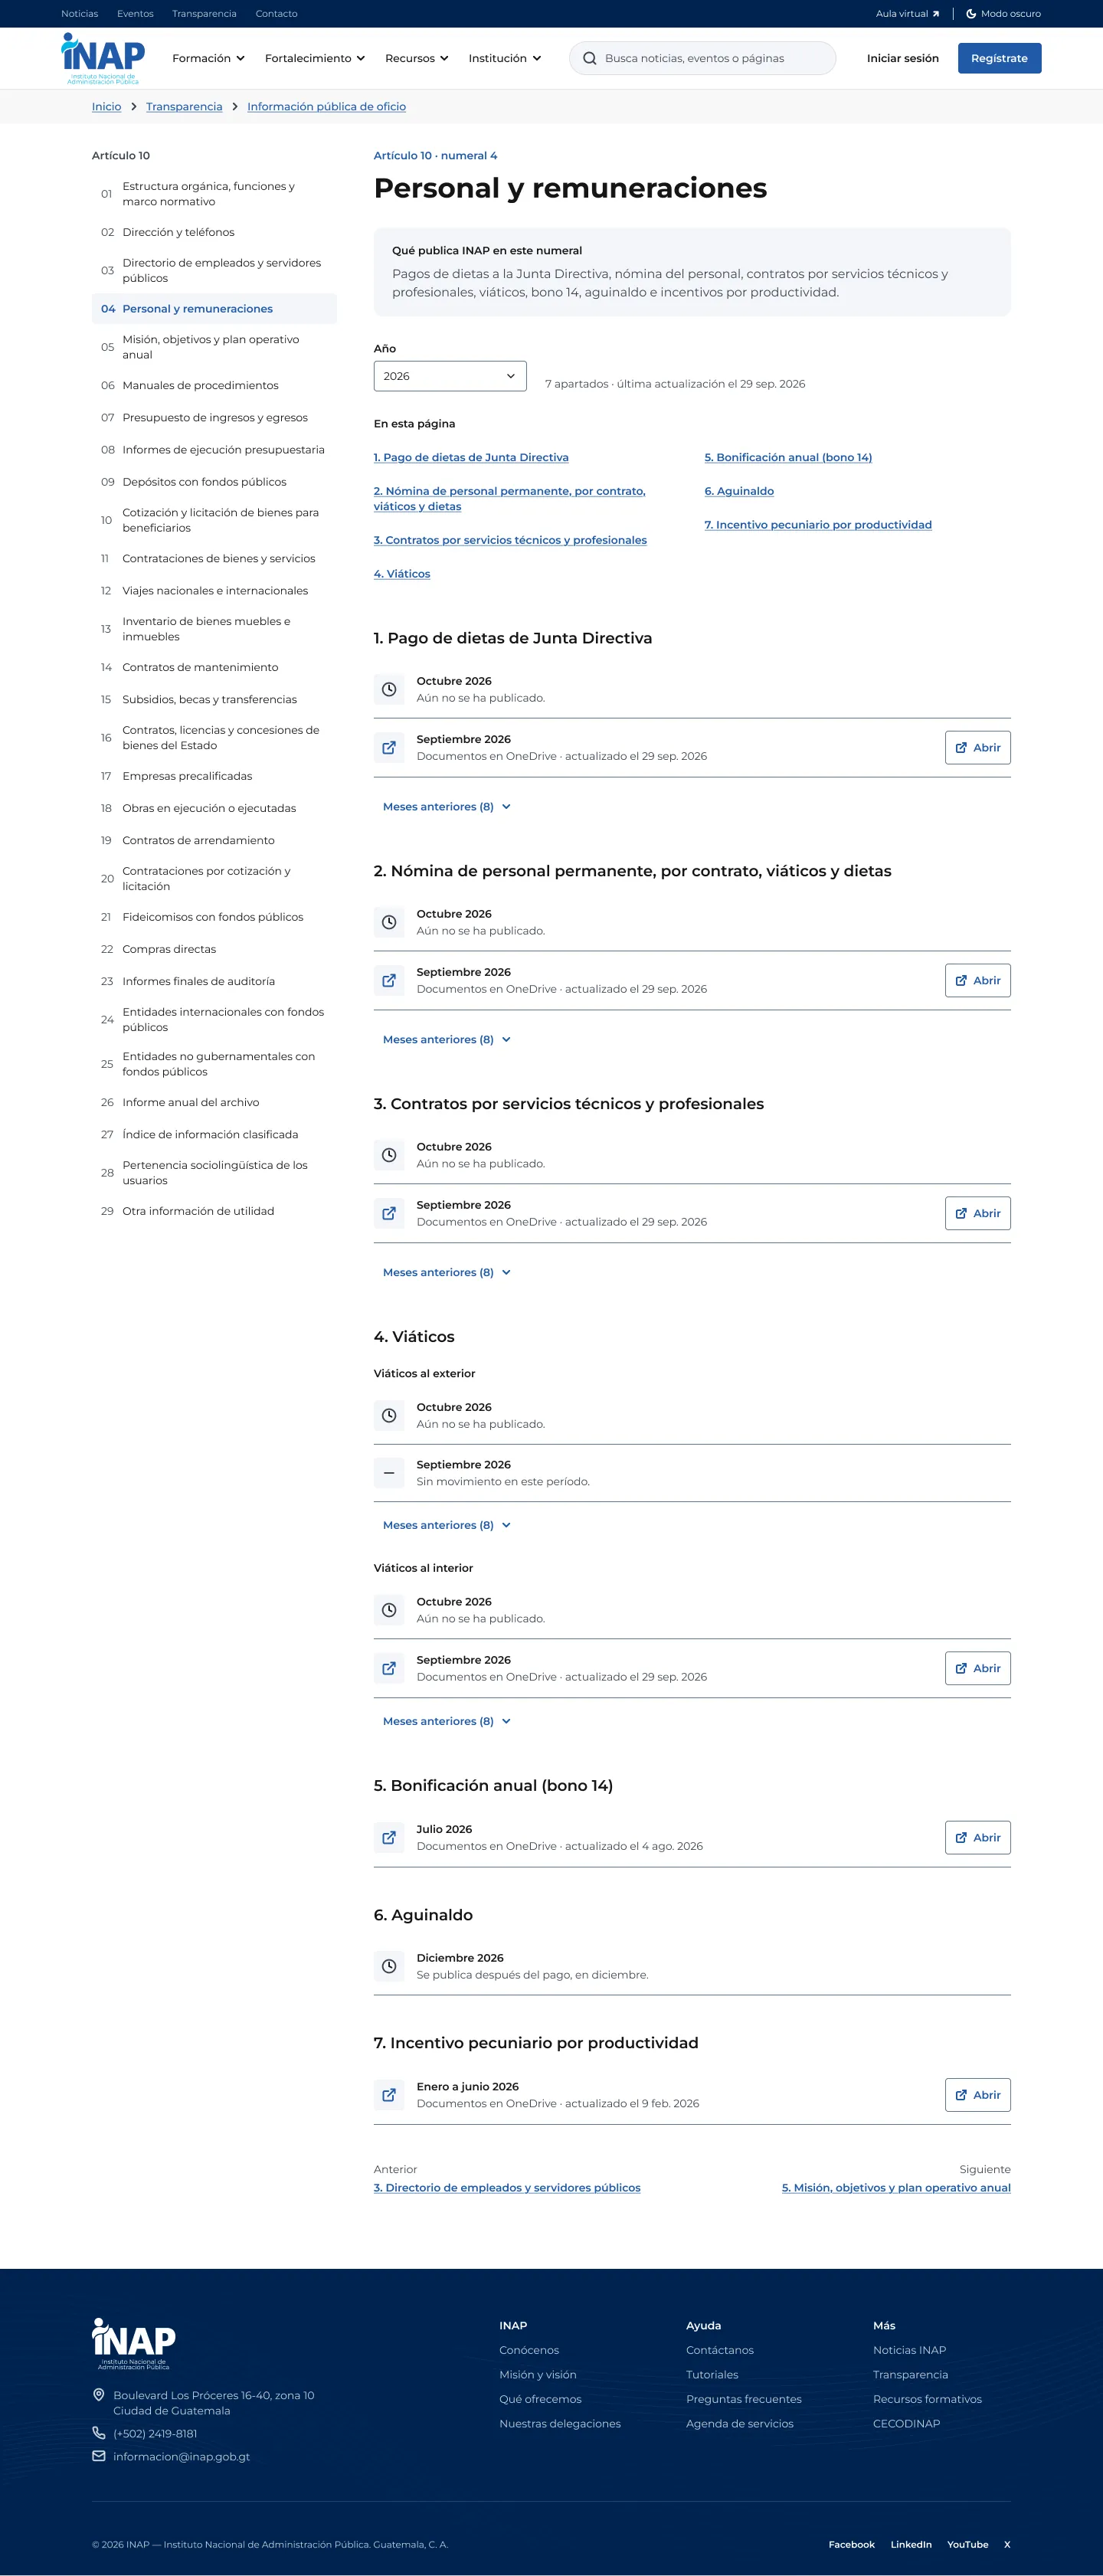 Noticias Eventos Transparencia Contacto Aula virtual Modo oscuro
iNAP
Instituto Nacional de
Administración Pública
Formación Fortalecimiento Recursos Institución Busca noticias, eventos o páginas Iniciar sesión Regístrate
Inicio Transparencia Información pública de oficio
Artículo 10
01 Estructura orgánica, funciones y
marco normativo
02 Dirección y teléfonos
03 Directorio de empleados y servidores
públicos
04 Personal y remuneraciones
05 Misión, objetivos y plan operativo
anual
06 Manuales de procedimientos
07 Presupuesto de ingresos y egresos
08 Informes de ejecución presupuestaria
09 Depósitos con fondos públicos
10 Cotización y licitación de bienes para
beneficiarios
11 Contrataciones de bienes y servicios
12 Viajes nacionales e internacionales
13 Inventario de bienes muebles e
inmuebles
14 Contratos de mantenimiento
15 Subsidios, becas y transferencias
16 Contratos, licencias y concesiones de
bienes del Estado
17 Empresas precalificadas
18 Obras en ejecución o ejecutadas
19 Contratos de arrendamiento
20 Contrataciones por cotización y
licitación
21 Fideicomisos con fondos públicos
22 Compras directas
23 Informes finales de auditoría
24 Entidades internacionales con fondos
públicos
25 Entidades no gubernamentales con
fondos públicos
26 Informe anual del archivo
27 Índice de información clasificada
28 Pertenencia sociolingüística de los
usuarios
29 Otra información de utilidad
Artículo 10 · numeral 4
Personal y remuneraciones
Qué publica INAP en este numeral
Pagos de dietas a la Junta Directiva, nómina del personal, contratos por servicios técnicos y
profesionales, viáticos, bono 14, aguinaldo e incentivos por productividad.
Año
2026
7 apartados · última actualización el 29 sep. 2026
En esta página
1. Pago de dietas de Junta Directiva
2. Nómina de personal permanente, por contrato,
viáticos y dietas
3. Contratos por servicios técnicos y profesionales
4. Viáticos
5. Bonificación anual (bono 14)
6. Aguinaldo
7. Incentivo pecuniario por productividad
1. Pago de dietas de Junta Directiva
Octubre 2026
Aún no se ha publicado.
Septiembre 2026
Documentos en OneDrive · actualizado el 29 sep. 2026
Abrir
Meses anteriores (8)
2. Nómina de personal permanente, por contrato, viáticos y dietas
Octubre 2026
Aún no se ha publicado.
Septiembre 2026
Documentos en OneDrive · actualizado el 29 sep. 2026
Abrir
Meses anteriores (8)
3. Contratos por servicios técnicos y profesionales
Octubre 2026
Aún no se ha publicado.
Septiembre 2026
Documentos en OneDrive · actualizado el 29 sep. 2026
Abrir
Meses anteriores (8)
4. Viáticos
Viáticos al exterior
Octubre 2026
Aún no se ha publicado.
Septiembre 2026
Sin movimiento en este período.
Meses anteriores (8)
Viáticos al interior
Octubre 2026
Aún no se ha publicado.
Septiembre 2026
Documentos en OneDrive · actualizado el 29 sep. 2026
Abrir
Meses anteriores (8)
5. Bonificación anual (bono 14)
Julio 2026
Documentos en OneDrive · actualizado el 4 ago. 2026
Abrir
6. Aguinaldo
Diciembre 2026
Se publica después del pago, en diciembre.
7. Incentivo pecuniario por productividad
Enero a junio 2026
Documentos en OneDrive · actualizado el 9 feb. 2026
Abrir
Anterior
3. Directorio de empleados y servidores públicos
Siguiente
5. Misión, objetivos y plan operativo anual
iNAP
Instituto Nacional de
Administración Pública
Boulevard Los Próceres 16-40, zona 10
Ciudad de Guatemala
(+502) 2419-8181
informacion@inap.gob.gt
INAP
Conócenos
Misión y visión
Qué ofrecemos
Nuestras delegaciones
Ayuda
Contáctanos
Tutoriales
Preguntas frecuentes
Agenda de servicios
Más
Noticias INAP
Transparencia
Recursos formativos
CECODINAP
© 2026 INAP — Instituto Nacional de Administración Pública. Guatemala, C. A.
Facebook LinkedIn YouTube X